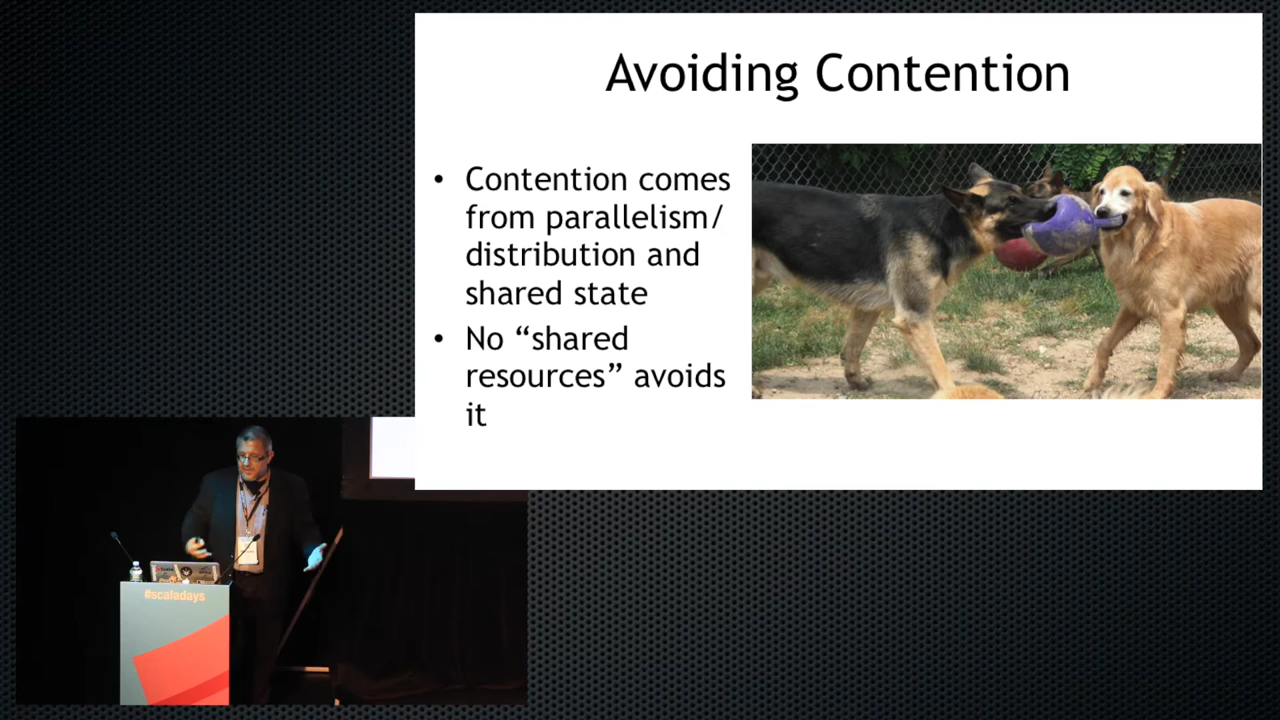 Avoiding Contention
• Contention comes
from parallelism/
distribution and
shared state
• No “shared
resources” avoids
it
#scaladays